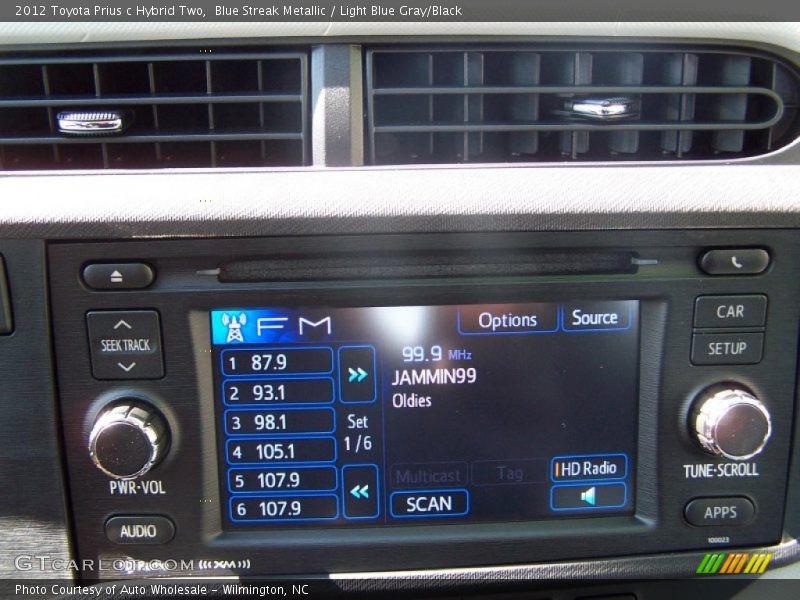 2012 Toyota Prius c Hybrid Two, Blue Streak Metallic / Light Blue Gray/Black
FM
Options
Source
CAR
SEEK TRACK
SETUP
99.9 MHz
1 87.9
JAMMIN99
2 93.1
Oldies
3 98.1
Set
1/6
4 105.1
HD Radio
TUNE•SCROLL
5 107.9
Multicast
Tag
PWR•VOL
6 107.9
SCAN
APPS
AUDIO
100023
GTCarLot.com
((XM))
Photo Courtesy of Auto Wholesale - Wilmington, NC